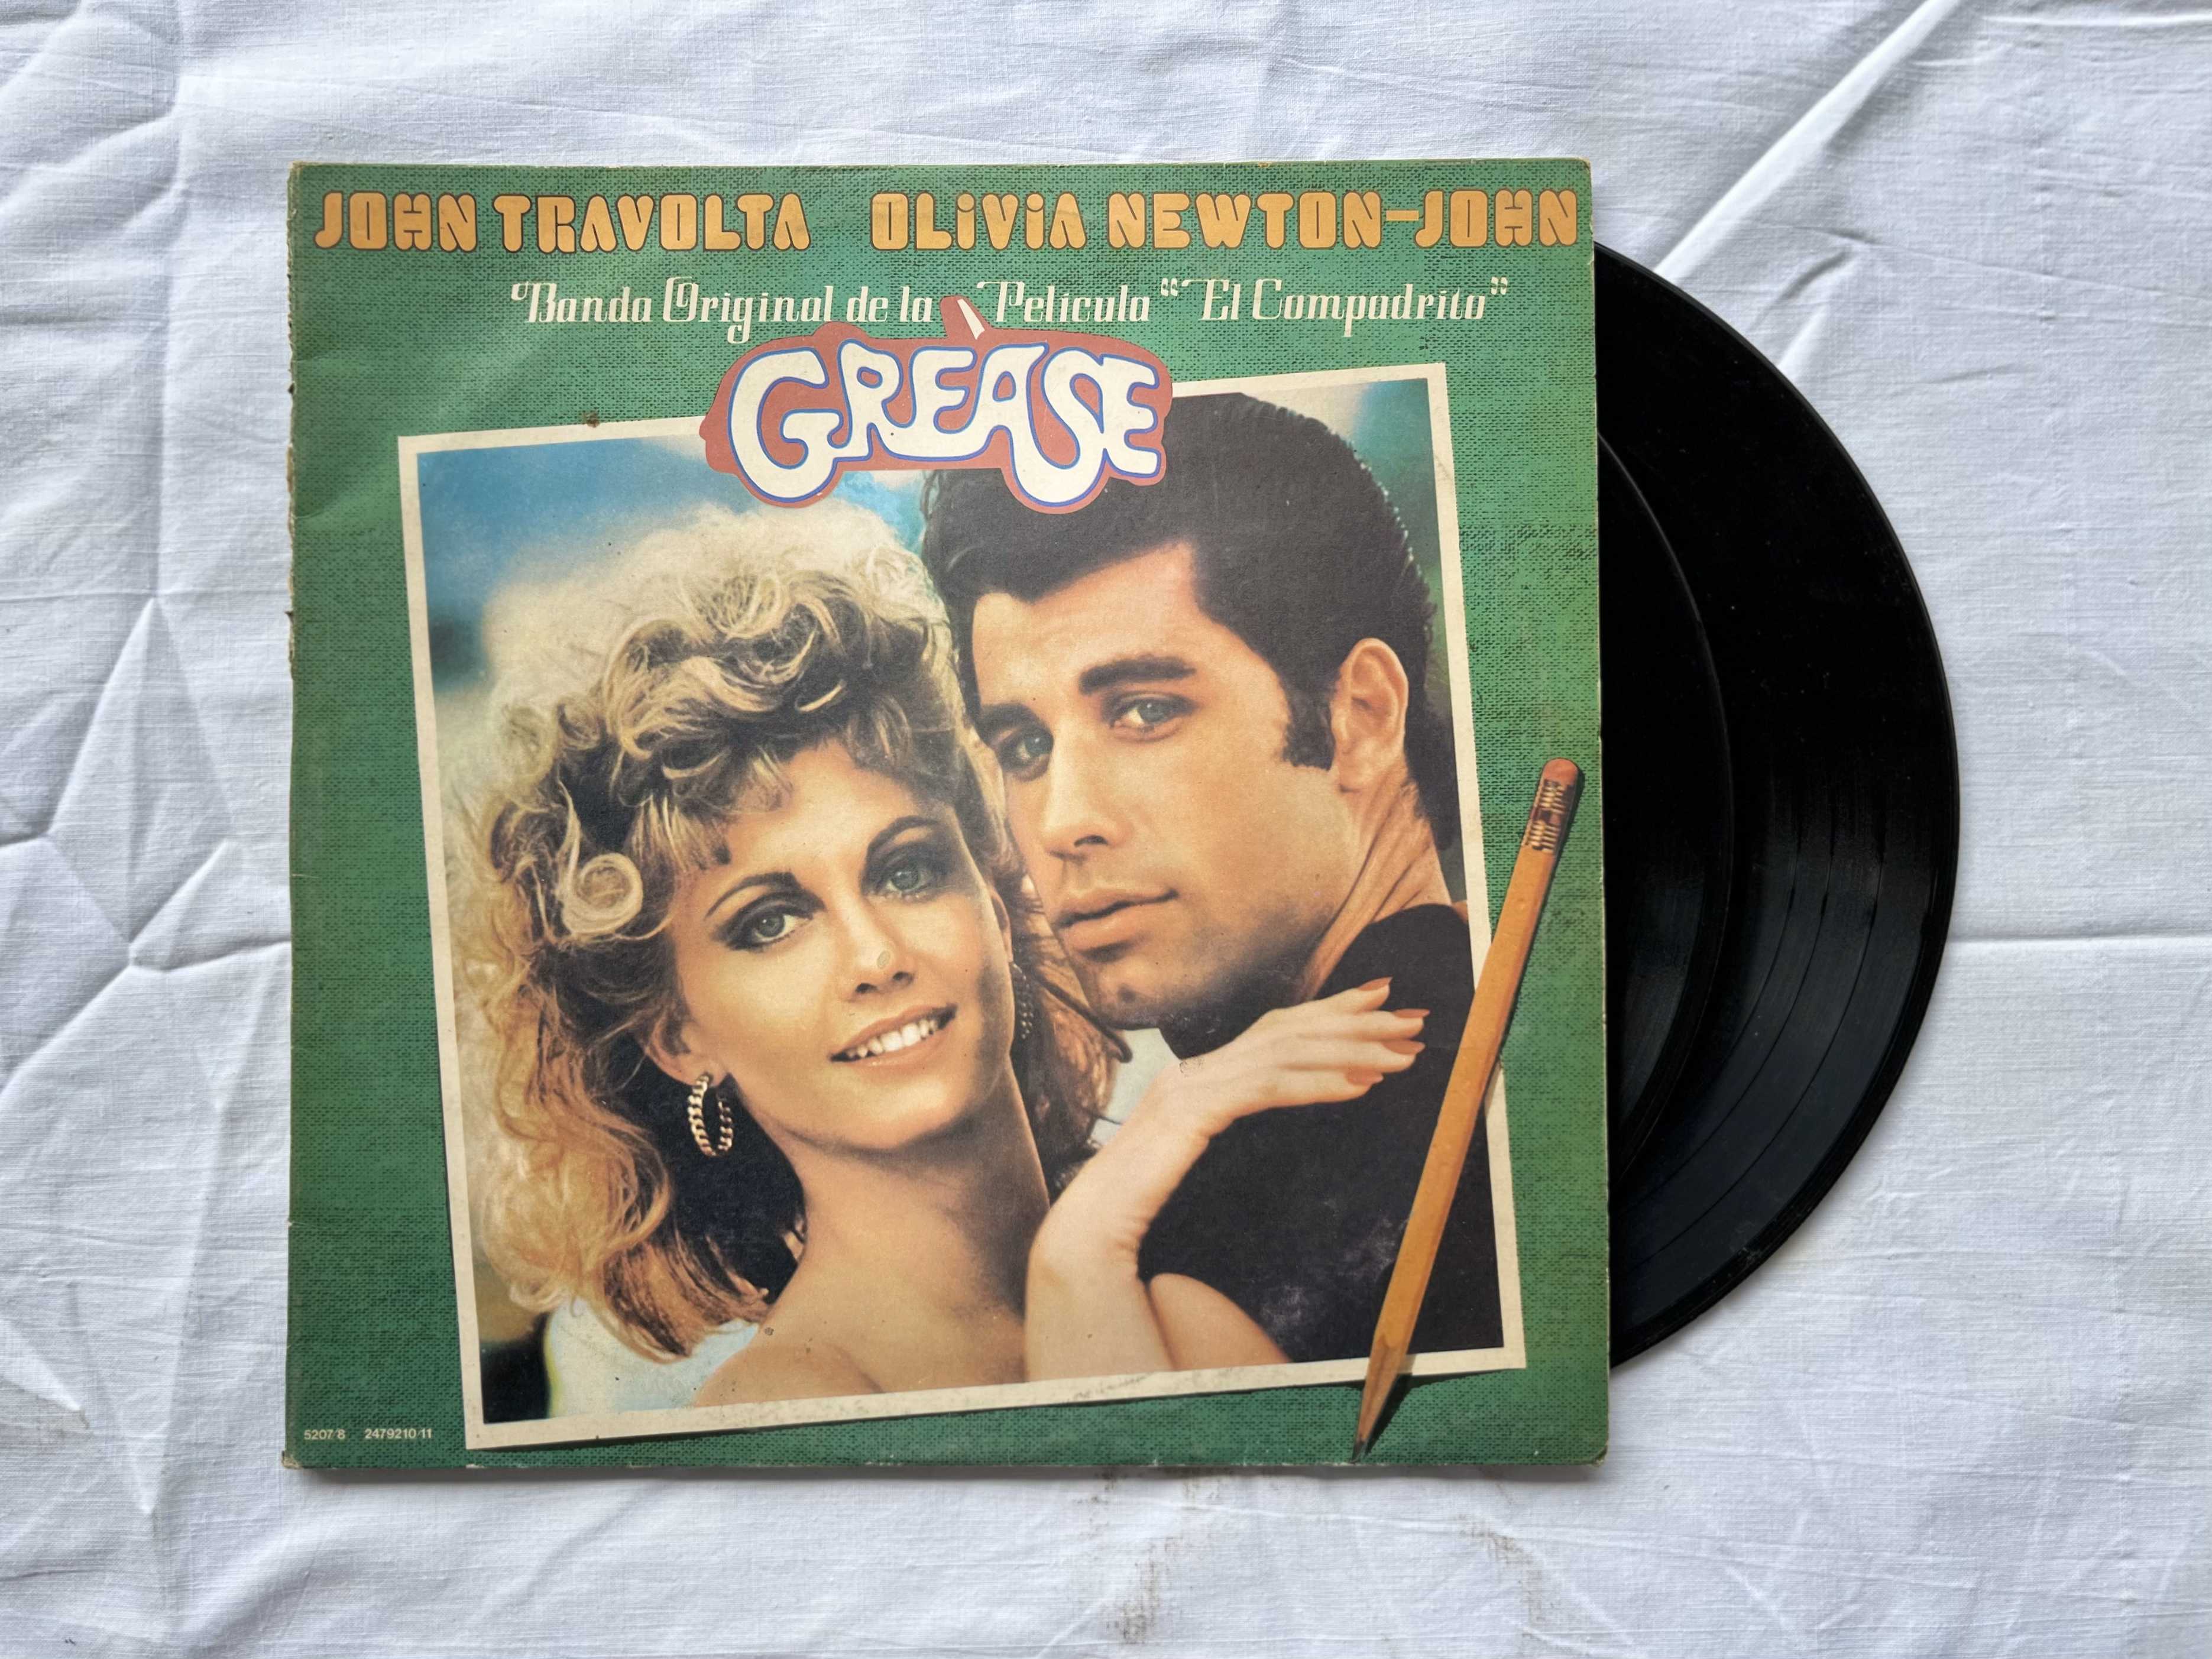 JOHN TRAVOLTA OLiViA NEWTON-JOHN
Banda Original de la Película “El Compadrito”
GREASE
5207/8 2479210/11